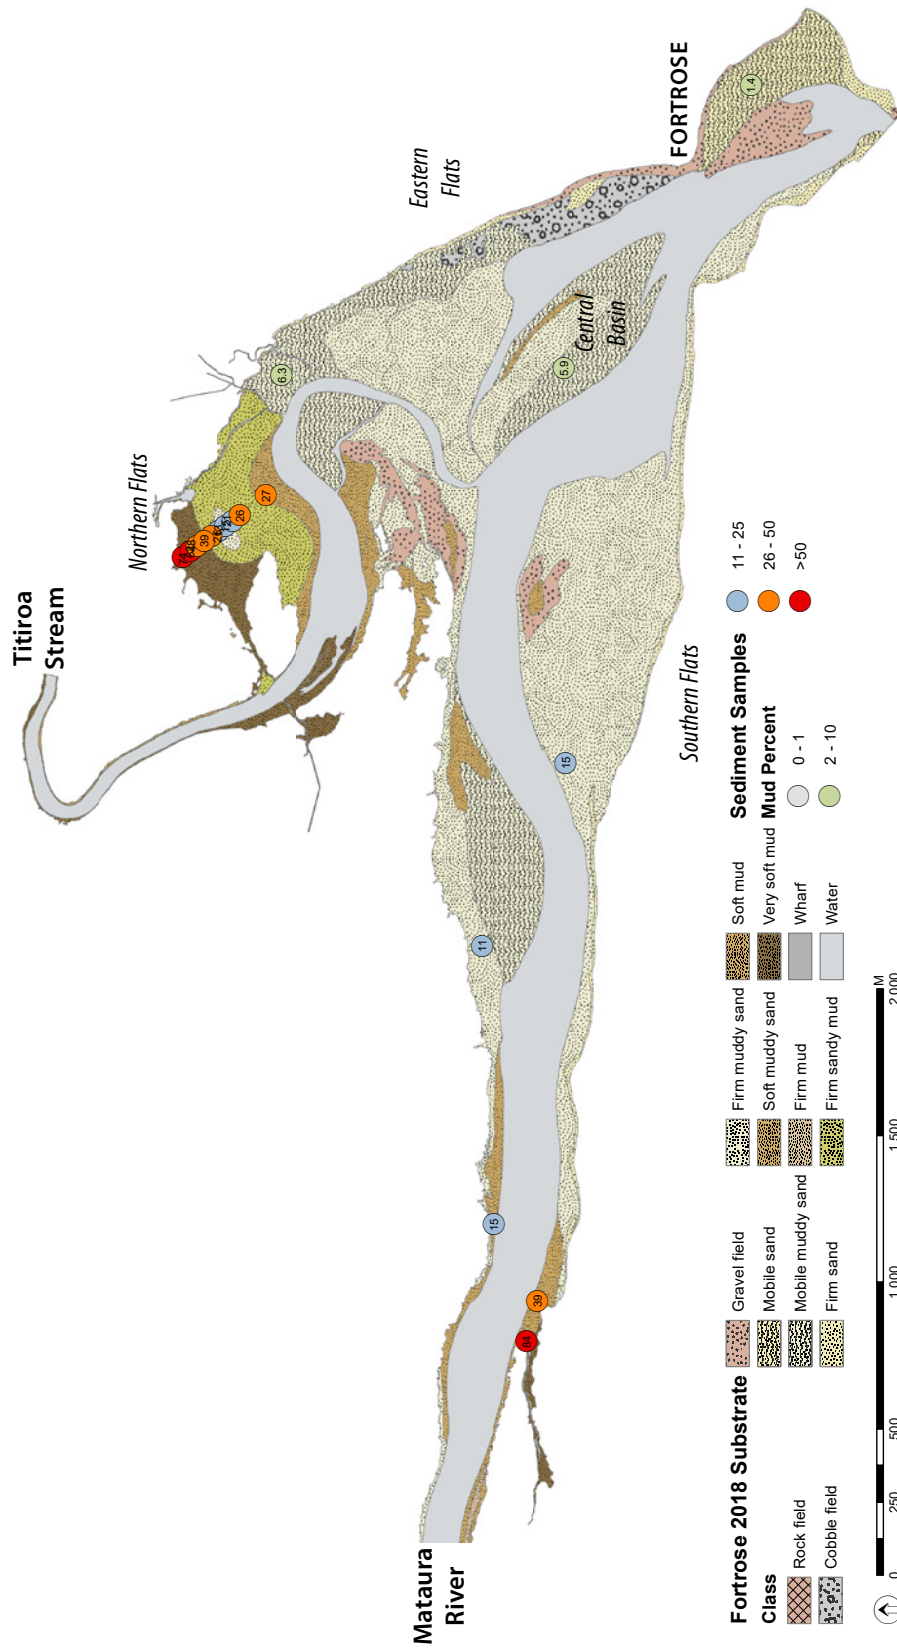 Titiroa
Stream
Northern Flats
Eastern
Flats
6.3
39
26
27
FORTROSE
1.4
Central
Basin
5.9
Southern Flats
15
11
15
39
84
Mataura
River
Fortrose 2018 Substrate
Class
Rock field
Cobble field
Gravel field
Mobile sand
Mobile muddy sand
Firm sand
Firm muddy sand
Soft muddy sand
Firm mud
Firm sandy mud
Soft mud
Very soft mud
Wharf
Water
Sediment Samples
Mud Percent
0 - 1
2 - 10
11 - 25
26 - 50
>50
0
250
500
1,000
1,500
2,000
M